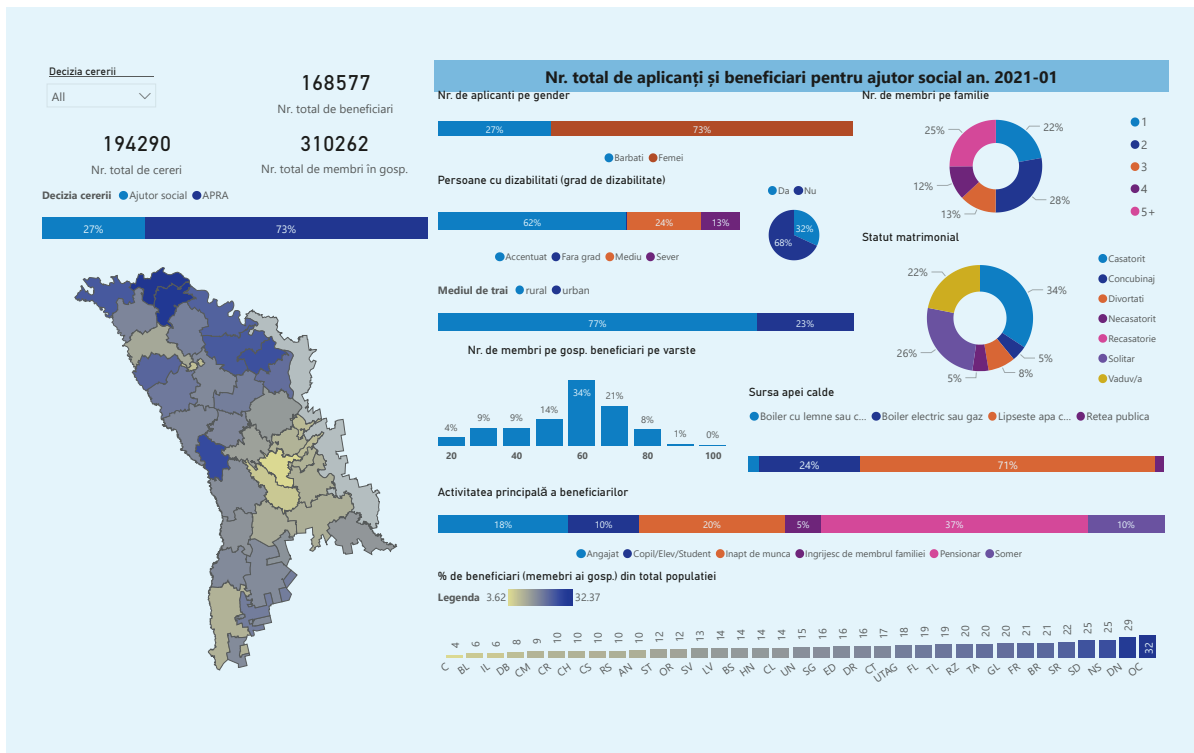 Decizia cererii
All
168577
Nr. total de beneficiari
194290
Nr. total de cereri
310262
Nr. total de membri în gosp.
Decizia cererii Ajutor social APRA
27% 73%
Nr. total de aplicanți și beneficiari pentru ajutor social an. 2021-01
Nr. de aplicanti pe gender
27% 73%
Barbati Femei
Persoane cu dizabilitati (grad de dizabilitate)
62% 24% 13%
Accentuat Fara grad Mediu Sever
Da Nu
32%
68%
Mediul de trai rural urban
77% 23%
Nr. de membri pe gosp. beneficiari pe varste
4% 9% 9% 14% 34% 21% 8% 1% 0%
20 40 60 80 100
Nr. de membri pe familie
25% 22%
12% 28%
13%
1
2
3
4
5+
Statut matrimonial
22% 34%
26% 5%
5% 8%
Casatorit
Concubinaj
Divortati
Necasatorit
Recasatorie
Solitar
Vaduv/a
Sursa apei calde
Boiler cu lemne sau c... Boiler electric sau gaz Lipseste apa c... Retea publica
24% 71%
Activitatea principală a beneficiarilor
18% 10% 20% 5% 37% 10%
Angajat Copil/Elev/Student Inapt de munca Ingrijesc de membrul familiei Pensionar Somer
% de beneficiari (memebri ai gosp.) din total populatiei
Legenda 3.62 32.37
4 6 6 8 9 10 10 10 10 10 12 12 13 14 14 14 14 15 16 16 16 17 18 19 19 20 20 20 21 21 22 25 25 29 32
C BL IL DB CM CR CH CS RS AN ST OR SV LV BS HN CL UN SG ED DR CT UTAG FL TL RZ TA GL FR BR SR SD NS DN OC